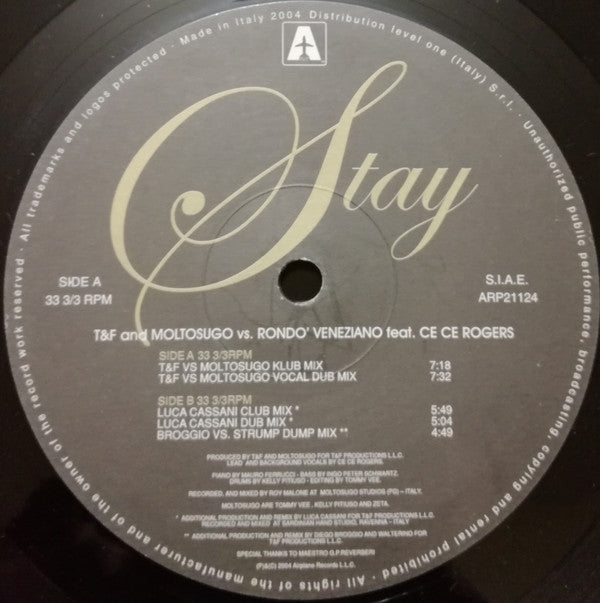 All trademarks and logos protected · Made in Italy 2004 Distribution level one (Italy) S.r.l. · Unauthorized public performance, broadcasting, copying and rental prohibited · All rights of the manufacturer and of the owner of the record work reserved ·
A
Stay
SIDE A
33 3/3 RPM
S.I.A.E.
ARP21124
T&F and MOLTOSUGO vs. RONDO' VENEZIANO feat. CE CE ROGERS
SIDE A 33 3/3RPM
T&F VS MOLTOSUGO KLUB MIX 7:18
T&F VS MOLTOSUGO VOCAL DUB MIX 7:32
SIDE B 33 3/3RPM
LUCA CASSANI CLUB MIX * 5:49
LUCA CASSANI DUB MIX * 5:04
BROGGIO VS. STRUMP DUMP MIX ** 4:49
PRODUCED BY T&F AND MOLTOSUGO FOR T&F PRODUCTIONS L.L.C.
LEAD AND BACKGROUND VOCALS BY CE CE ROGERS.
PIANO BY MAURO FERRUCCI - BASS BY INGO PETER SCHWARTZ
DRUMS BY KELLY PITIUSO - EDITING BY TOMMY VEE.
RECORDED, AND MIXED BY ROY MALONE AT MOLTOSUGO STUDIOS (PG) – ITALY.
MOLTOSUGO ARE TOMMY VEE, KELLY PITIUSO AND ZETA.
* ADDITIONAL PRODUCTION AND REMIX BY LUCA CASSANI FOR T&F PRODUCTIONS L.L.C.
RECORDED AND MIXED AT SARDINIAN HAND STUDIO, RAVENNA – ITALY
** ADDITIONAL PRODUCTION AND REMIX BY DIEGO BROGGIO AND WALTERINO FOR
T&F PRODUCTIONS L.L.C.
SPECIAL THANKS TO MAESTRO G.P.REVERBERI
(P)&(C) 2004 Airplane Records L.L.C.